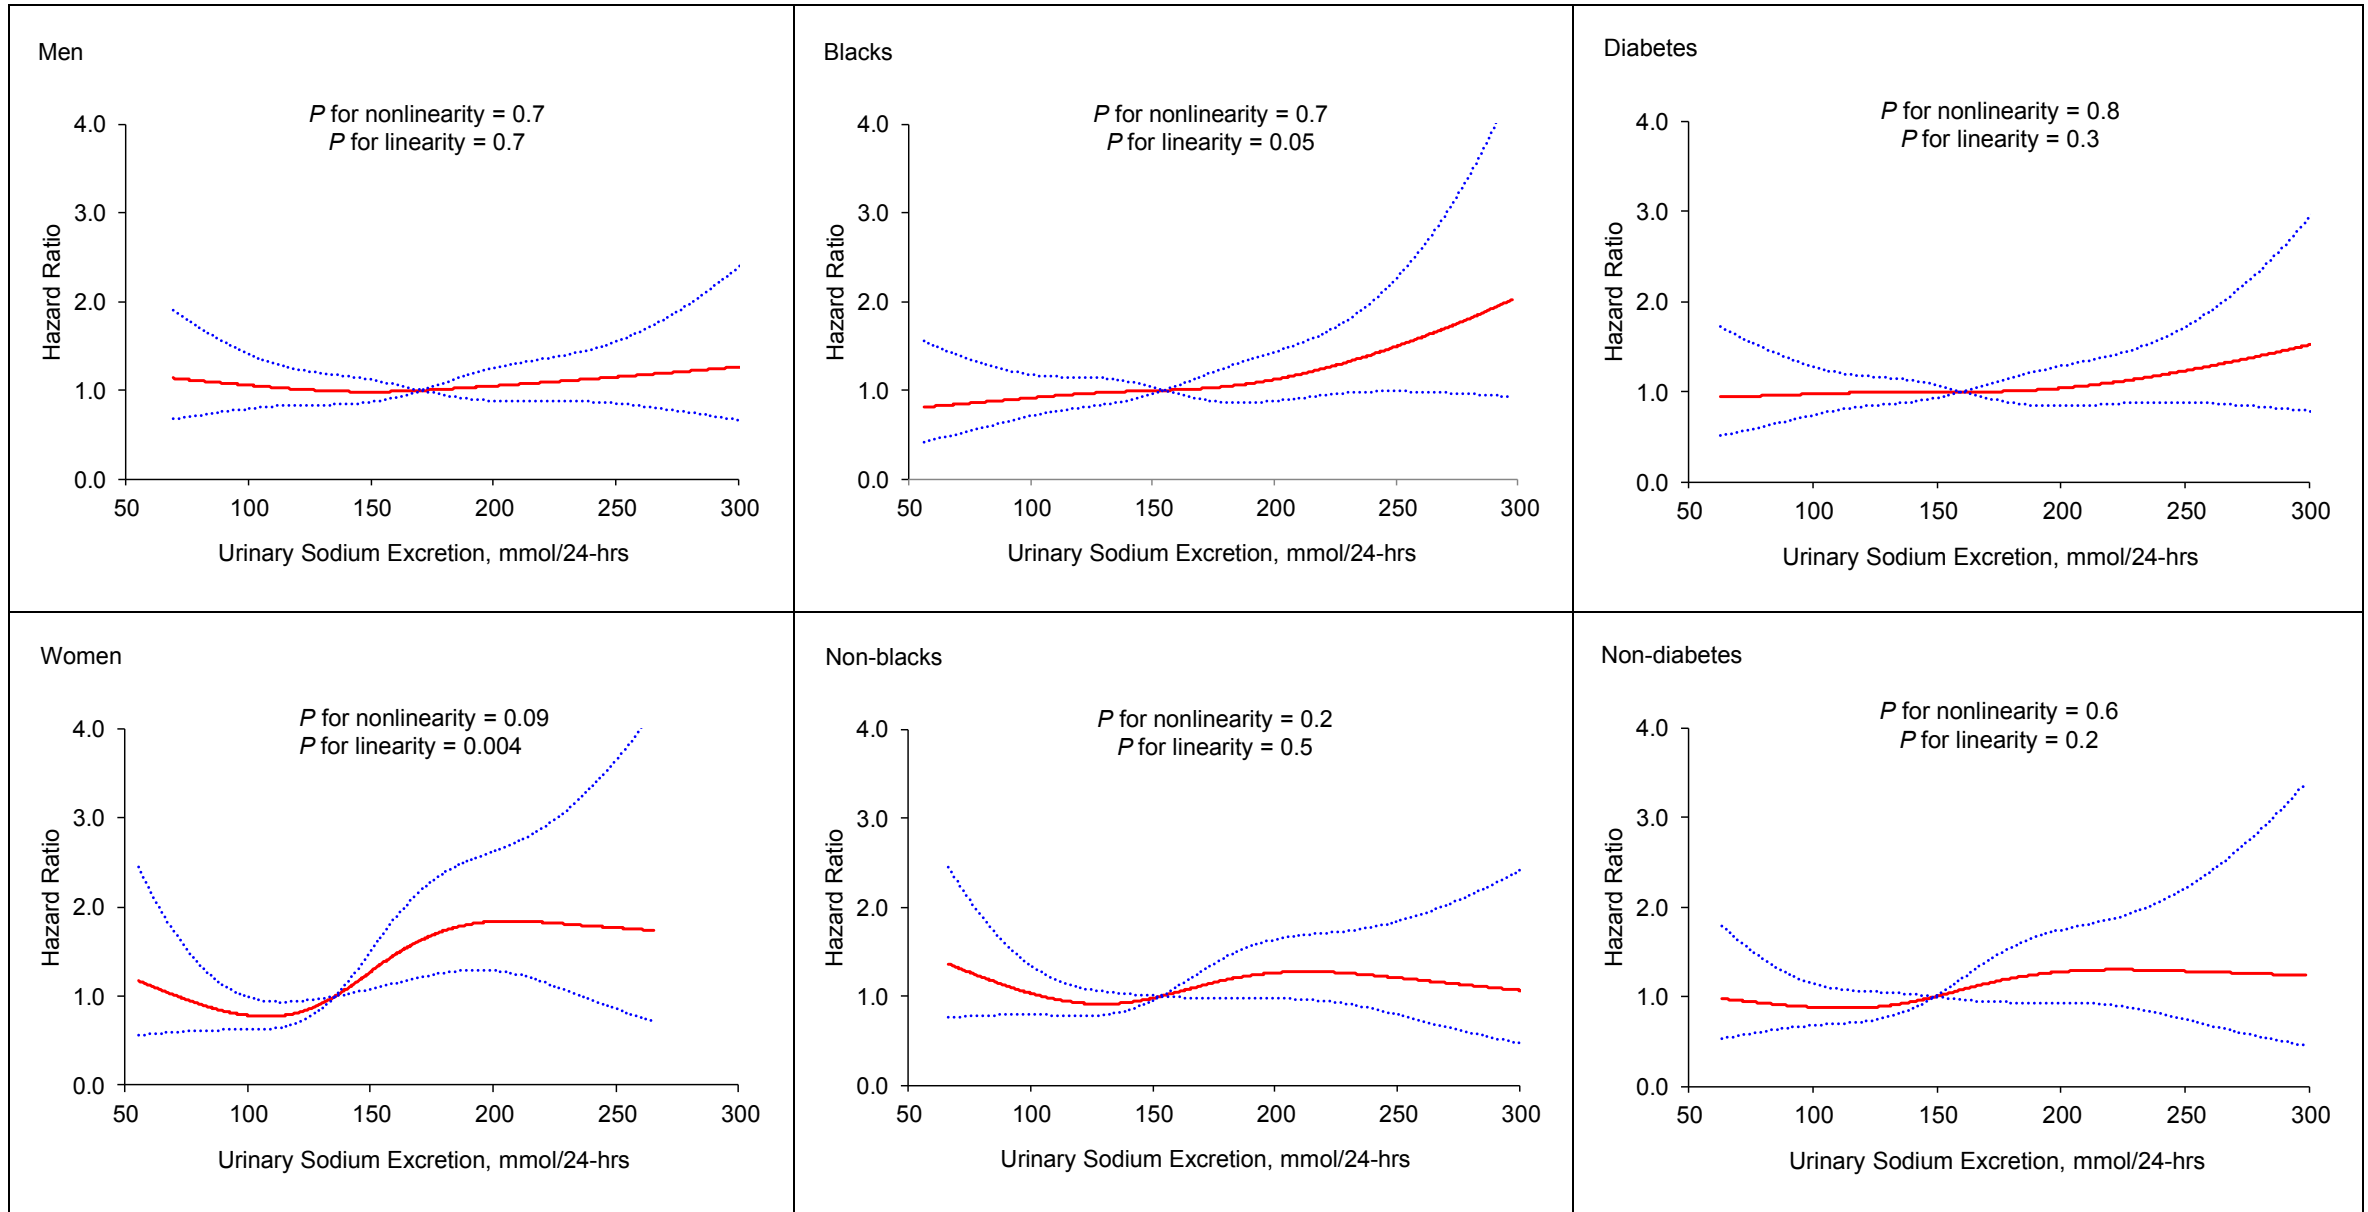 Men
P for nonlinearity = 0.7
P for linearity = 0.7
4.0
3.0
2.0
1.0
0.0
Hazard Ratio
50 100 150 200 250 300
Urinary Sodium Excretion, mmol/24-hrs
Blacks
P for nonlinearity = 0.7
P for linearity = 0.05
4.0
3.0
2.0
1.0
0.0
Hazard Ratio
50 100 150 200 250 300
Urinary Sodium Excretion, mmol/24-hrs
Diabetes
P for nonlinearity = 0.8
P for linearity = 0.3
4.0
3.0
2.0
1.0
0.0
Hazard Ratio
50 100 150 200 250 300
Urinary Sodium Excretion, mmol/24-hrs
Women
P for nonlinearity = 0.09
P for linearity = 0.004
4.0
3.0
2.0
1.0
0.0
Hazard Ratio
50 100 150 200 250 300
Urinary Sodium Excretion, mmol/24-hrs
Non-blacks
P for nonlinearity = 0.2
P for linearity = 0.5
4.0
3.0
2.0
1.0
0.0
Hazard Ratio
50 100 150 200 250 300
Urinary Sodium Excretion, mmol/24-hrs
Non-diabetes
P for nonlinearity = 0.6
P for linearity = 0.2
4.0
3.0
2.0
1.0
0.0
Hazard Ratio
50 100 150 200 250 300
Urinary Sodium Excretion, mmol/24-hrs